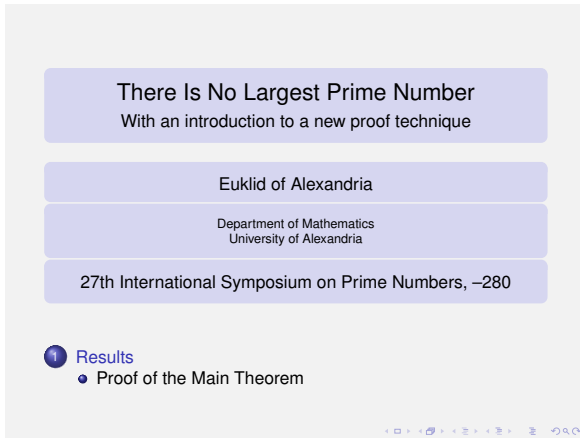 There Is No Largest Prime Number
With an introduction to a new proof technique
Euklid of Alexandria
Department of Mathematics
University of Alexandria
27th International Symposium on Prime Numbers, –280
1 Results
Proof of the Main Theorem